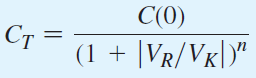 C_T = C(0) / (1 + |V_R/V_K|)^n